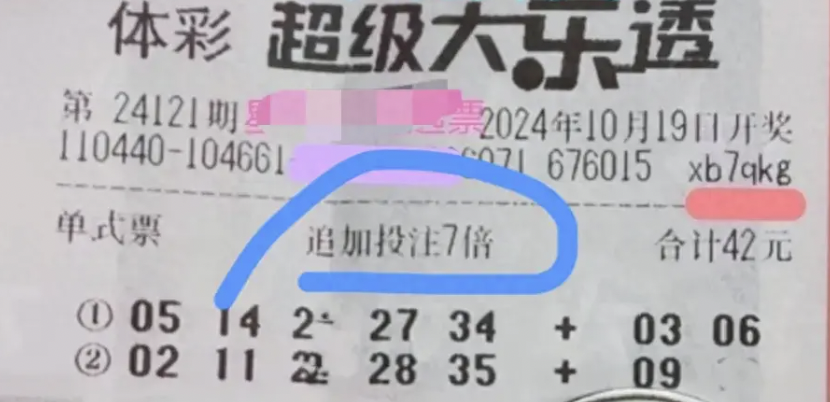 体彩 超级大乐透
第 24121期 2024年10月19日开奖
110440-104661- 6071 676015 xb7qkg
单式票 追加投注7倍 合计42元
① 05 14 27 34 + 03 06
② 02 11 22 28 35 + 09